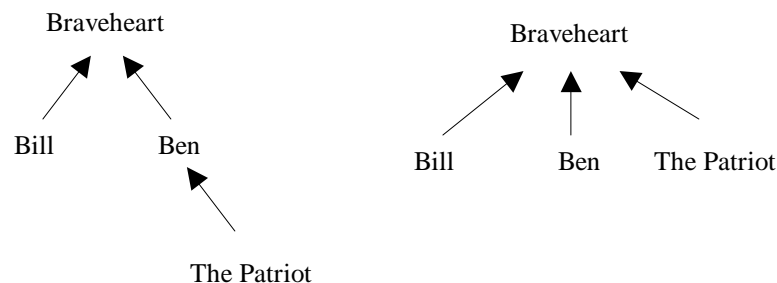 Braveheart
Bill Ben
The Patriot
Braveheart
Bill Ben The Patriot